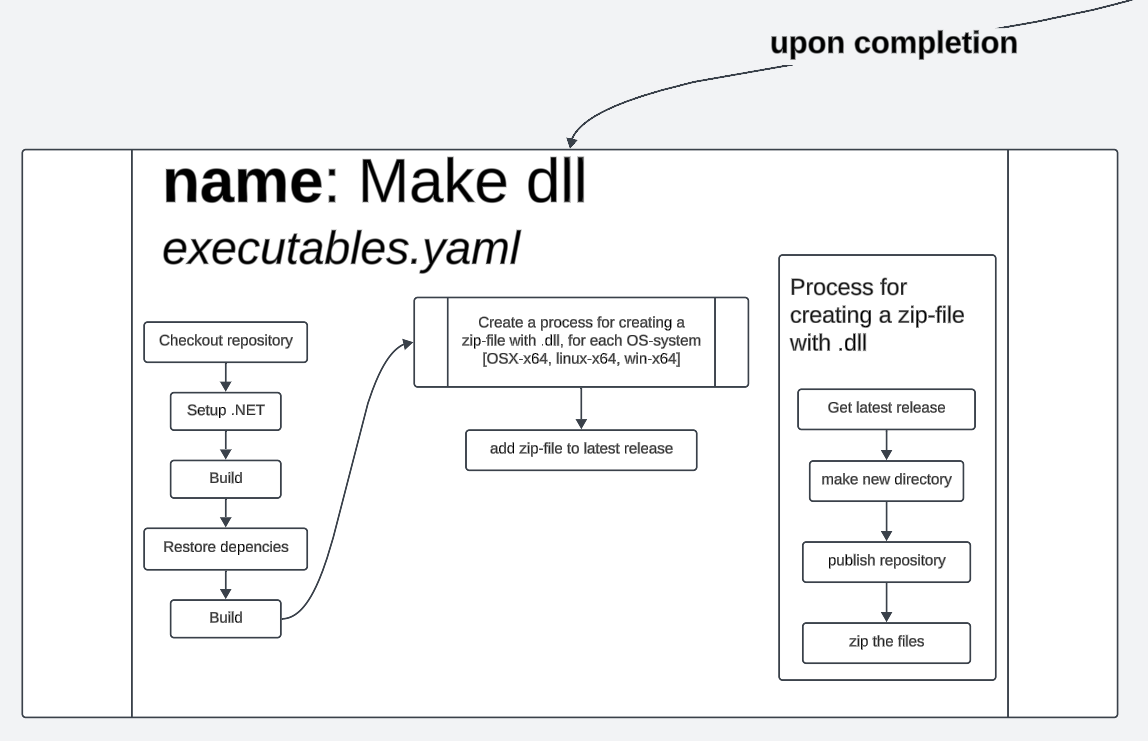 upon completion
name: Make dll
executables.yaml
Checkout repository
Setup .NET
Build
Restore depencies
Build
Create a process for creating a
zip-file with .dll, for each OS-system
[OSX-x64, linux-x64, win-x64]
add zip-file to latest release
Process for
creating a zip-file
with .dll
Get latest release
make new directory
publish repository
zip the files